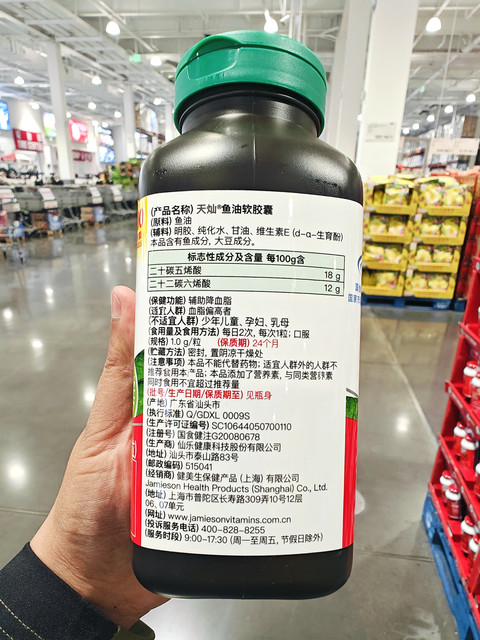 (产品名称) 天灿®鱼油软胶囊
(原料) 鱼油
(辅料) 明胶、纯化水、甘油、维生素E (d-α-生育酚)
本品含有鱼成分, 大豆成分。
标志性成分及含量 每100g含
二十碳五烯酸 18 g
二十二碳六烯酸 12 g
(保健功能) 辅助降血脂
(适宜人群) 血脂偏高者
(不适宜人群) 少年儿童、孕妇、乳母
(食用量及食用方法) 每日2次, 每次1粒; 口服
(规格) 1.0 g/粒 (保质期) 24个月
(贮藏方法) 密封, 置阴凉干燥处
(注意事项) 本品不能代替药物; 适宜人群外的人群不
推荐食用本产品; 本品添加了营养素, 与同类营养素
同时食用不宜超过推荐量
(批号/生产日期/保质期至) 见瓶身
(产地) 广东省汕头市
(执行标准) Q/GDXL 0009S
(生产许可证编号) SC10644050700110
(注册号) 国食健注G20080678
(生产商) 仙乐健康科技股份有限公司
(地址) 汕头市泰山路83号
(邮政编码) 515041
(经销商) 健美生保健产品 (上海) 有限公司
Jamieson Health Products (Shanghai) Co., Ltd.
(地址) 上海市普陀区长寿路309弄10号12层
06、07单元
(网址) www.jamiesonvitamins.com.cn
(投诉服务电话) 400-828-8255
(服务时段) 9:00-17:30 (周一至周五, 节假日除外)